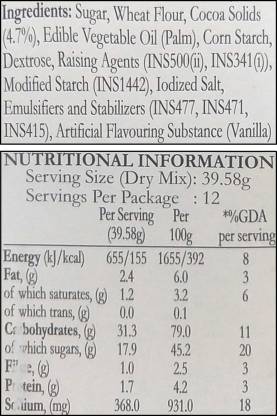 Ingredients: Sugar, Wheat Flour, Cocoa Solids
(4.7%), Edible Vegetable Oil (Palm), Corn Starch,
Dextrose, Raising Agents (INS500(ii), INS341(i)),
Modified Starch (INS1442), Iodized Salt,
Emulsifiers and Stabilizers (INS477, INS471,
INS415), Artificial Flavouring Substance (Vanilla)
NUTRITIONAL INFORMATION
Serving Size (Dry Mix): 39.58g
Servings Per Package : 12
Per Serving Per *%GDA
(39.58g) 100g per serving
Energy (kJ/kcal) 655/155 1655/392 8
Fat, (g) 2.4 6.0 3
of which saturates, (g) 1.2 3.2 6
of which trans, (g) 0.0 0.1
Carbohydrates, (g) 31.3 79.0 11
of which sugars, (g) 17.9 45.2 20
(g) 1.0 2.5 3
Protein, (g) 1.7 4.2 3
Sodium, (mg) 368.0 931.0 18